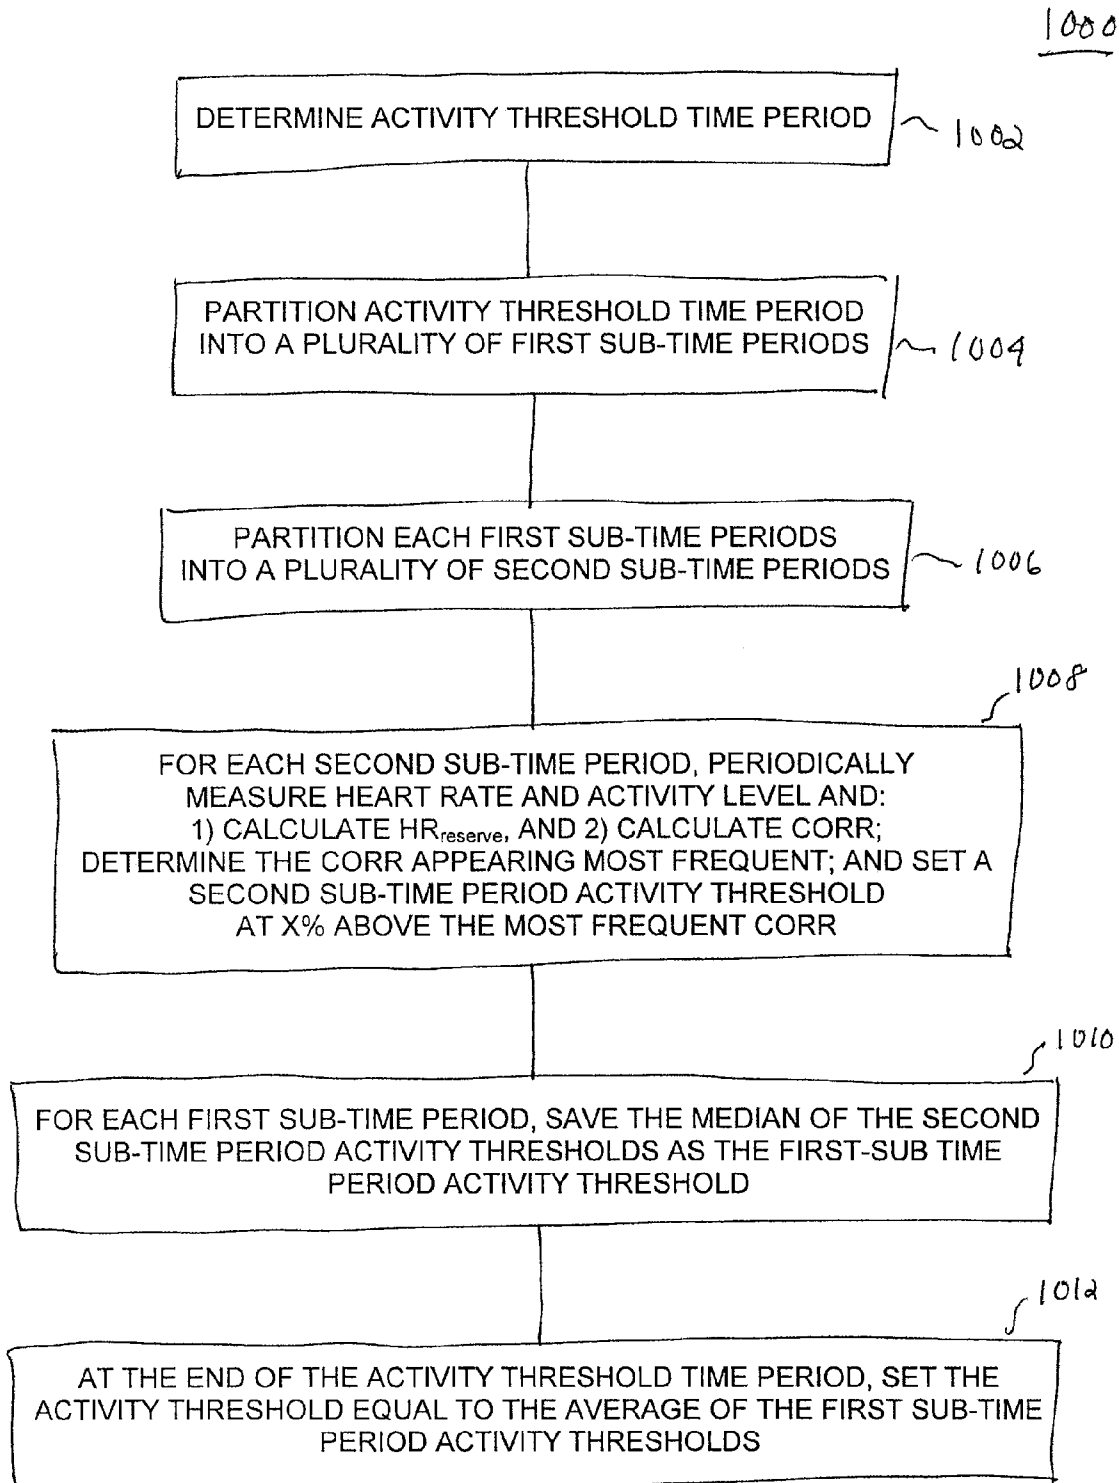 1000
DETERMINE ACTIVITY THRESHOLD TIME PERIOD
1002
PARTITION ACTIVITY THRESHOLD TIME PERIOD
INTO A PLURALITY OF FIRST SUB-TIME PERIODS
1004
PARTITION EACH FIRST SUB-TIME PERIODS
INTO A PLURALITY OF SECOND SUB-TIME PERIODS
1006
1008
FOR EACH SECOND SUB-TIME PERIOD, PERIODICALLY
MEASURE HEART RATE AND ACTIVITY LEVEL AND:
1) CALCULATE HRreserve, AND 2) CALCULATE CORR;
DETERMINE THE CORR APPEARING MOST FREQUENT; AND SET A
SECOND SUB-TIME PERIOD ACTIVITY THRESHOLD
AT X% ABOVE THE MOST FREQUENT CORR
1010
FOR EACH FIRST SUB-TIME PERIOD, SAVE THE MEDIAN OF THE SECOND
SUB-TIME PERIOD ACTIVITY THRESHOLDS AS THE FIRST-SUB TIME
PERIOD ACTIVITY THRESHOLD
1012
AT THE END OF THE ACTIVITY THRESHOLD TIME PERIOD, SET THE
ACTIVITY THRESHOLD EQUAL TO THE AVERAGE OF THE FIRST SUB-TIME
PERIOD ACTIVITY THRESHOLDS